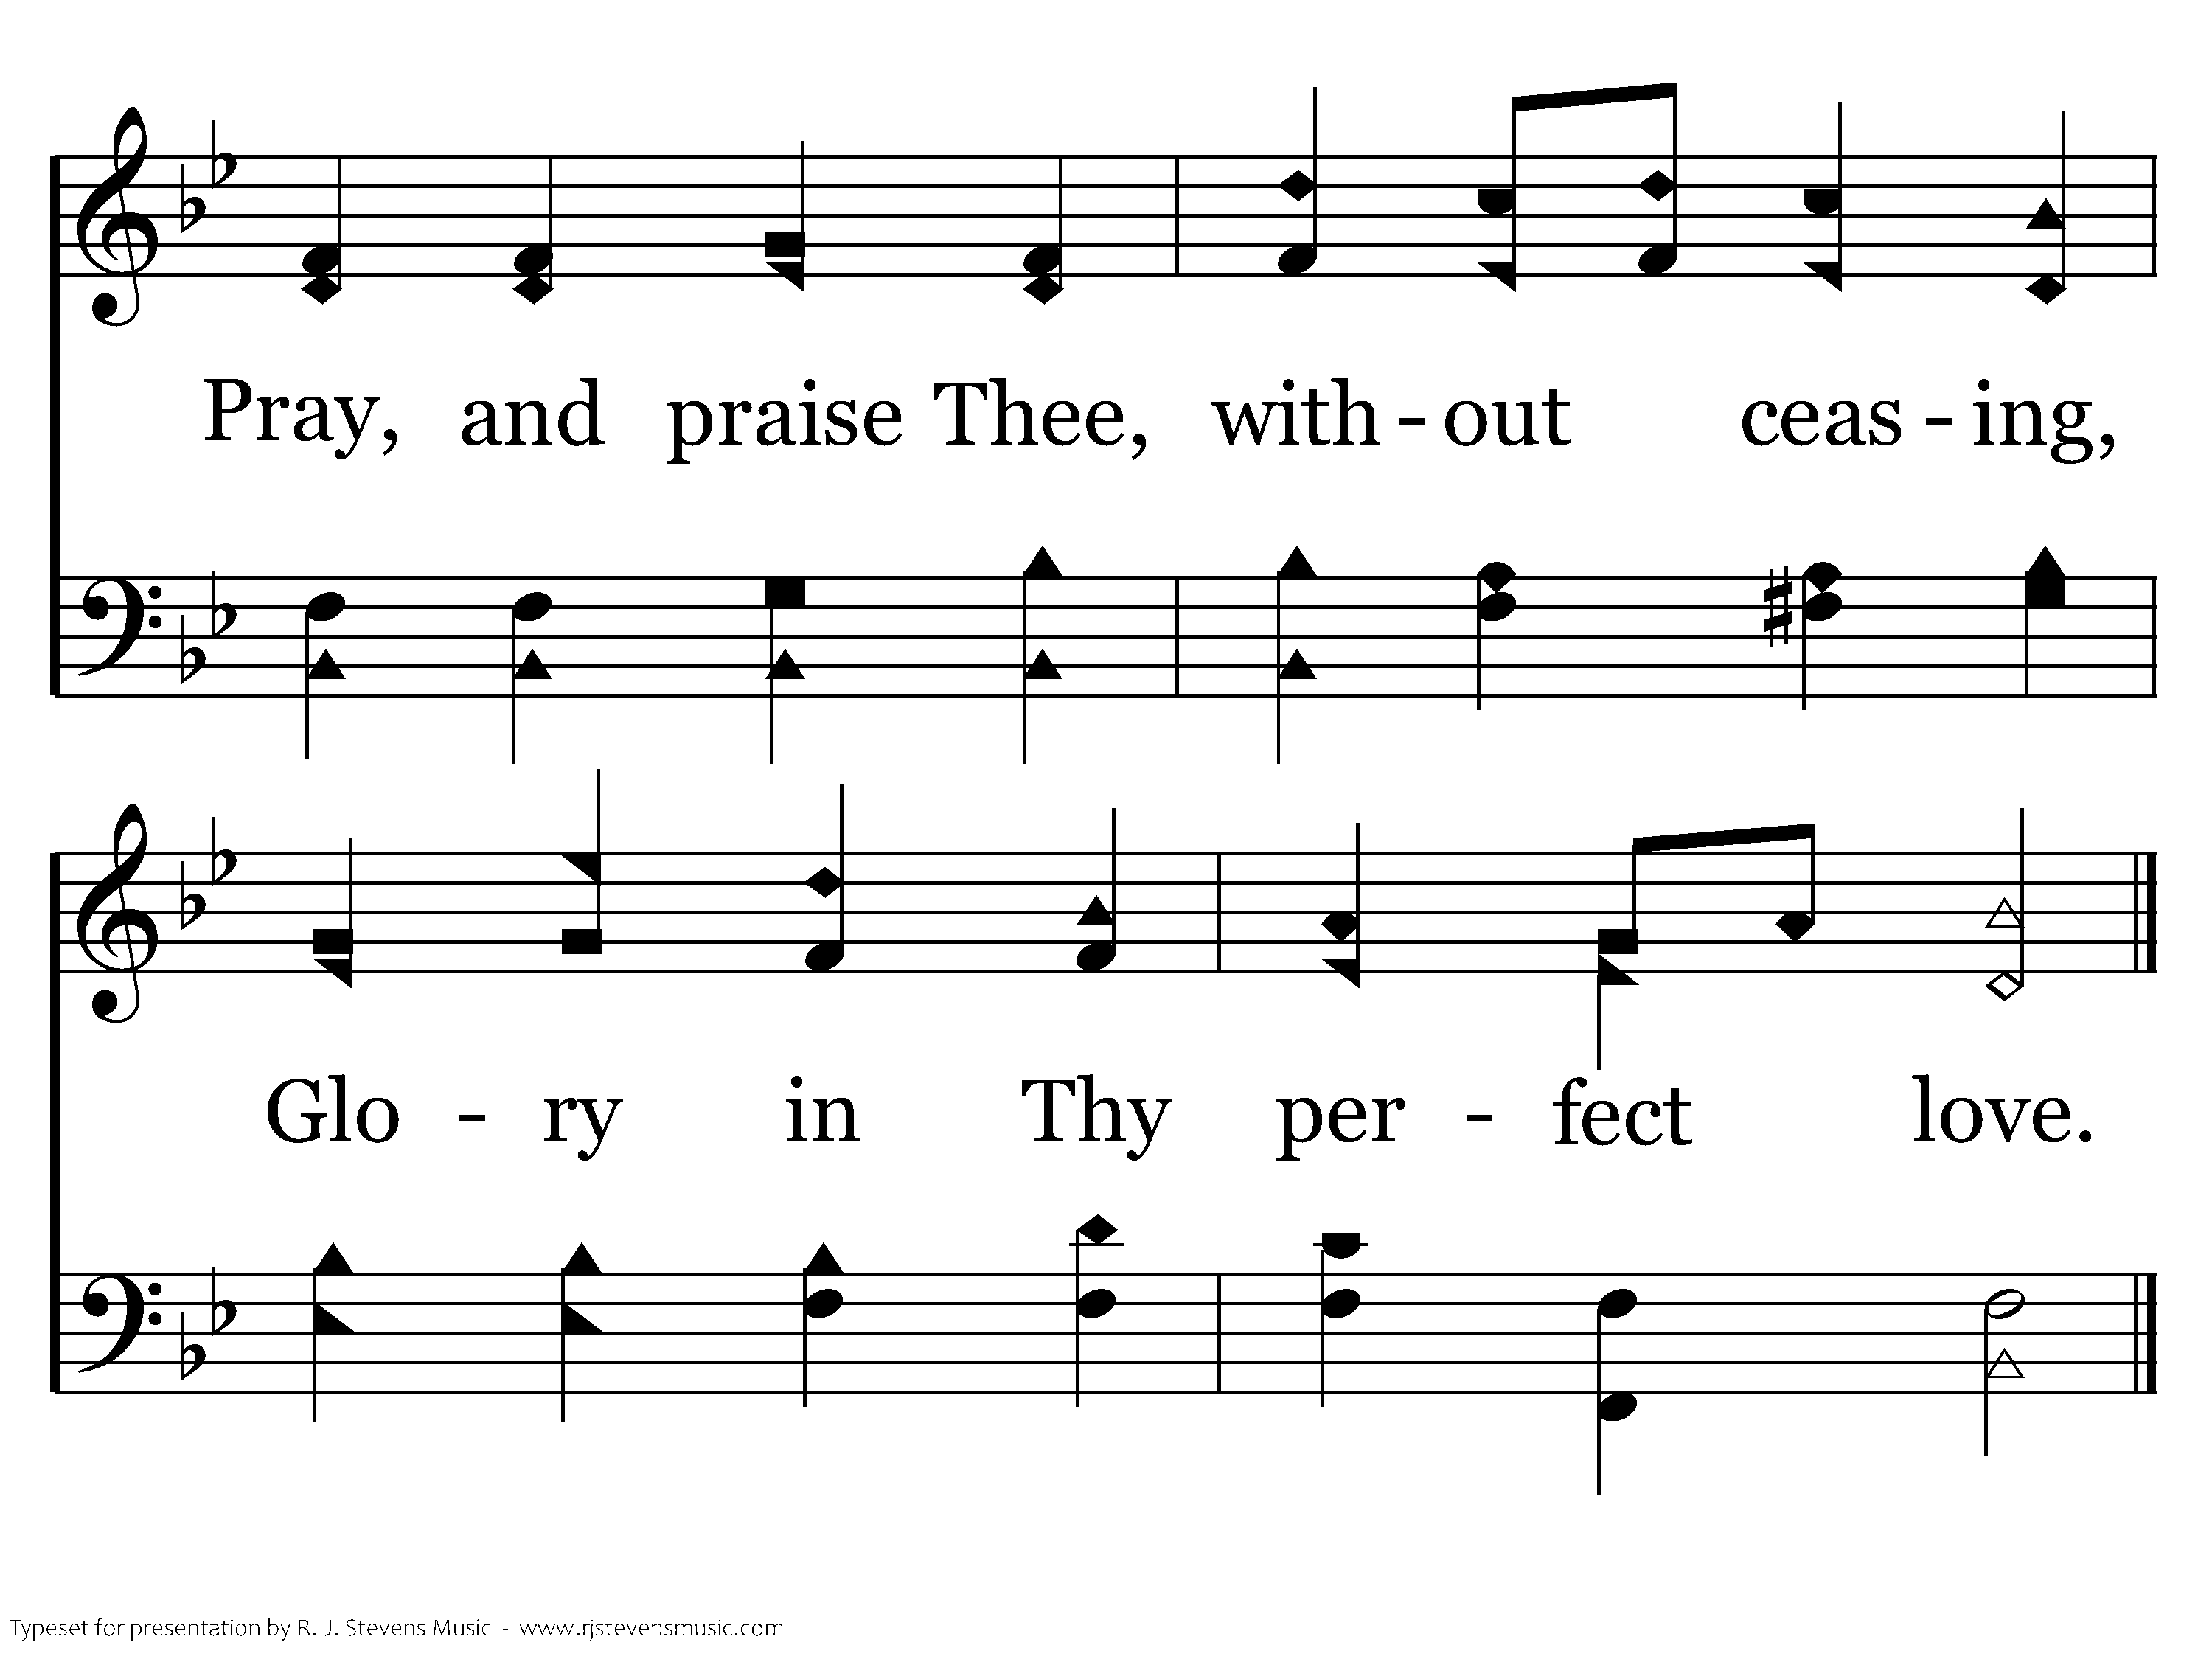 Pray, and praise Thee, with - out ceas - ing,
Glo - ry in Thy per - fect love.
Typeset for presentation by R. J. Stevens Music - www.rjstevensmusic.com